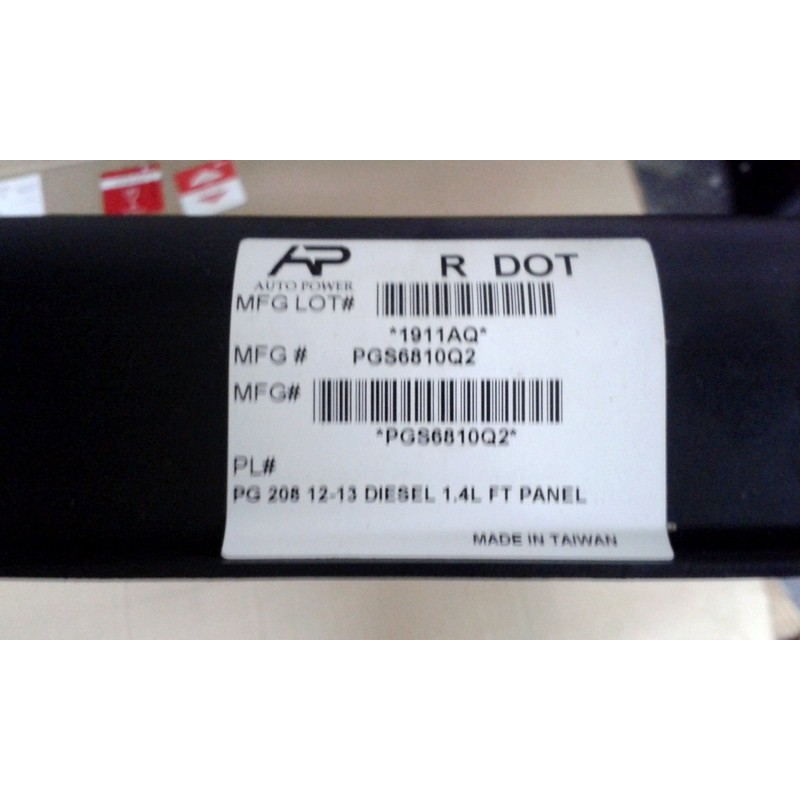 AP
AUTO POWER
R DOT
MFG LOT#
*1911AQ*
MFG # PGS6810Q2
MFG#
*PGS6810Q2*
PL#
PG 208 12-13 DIESEL 1.4L FT PANEL
MADE IN TAIWAN